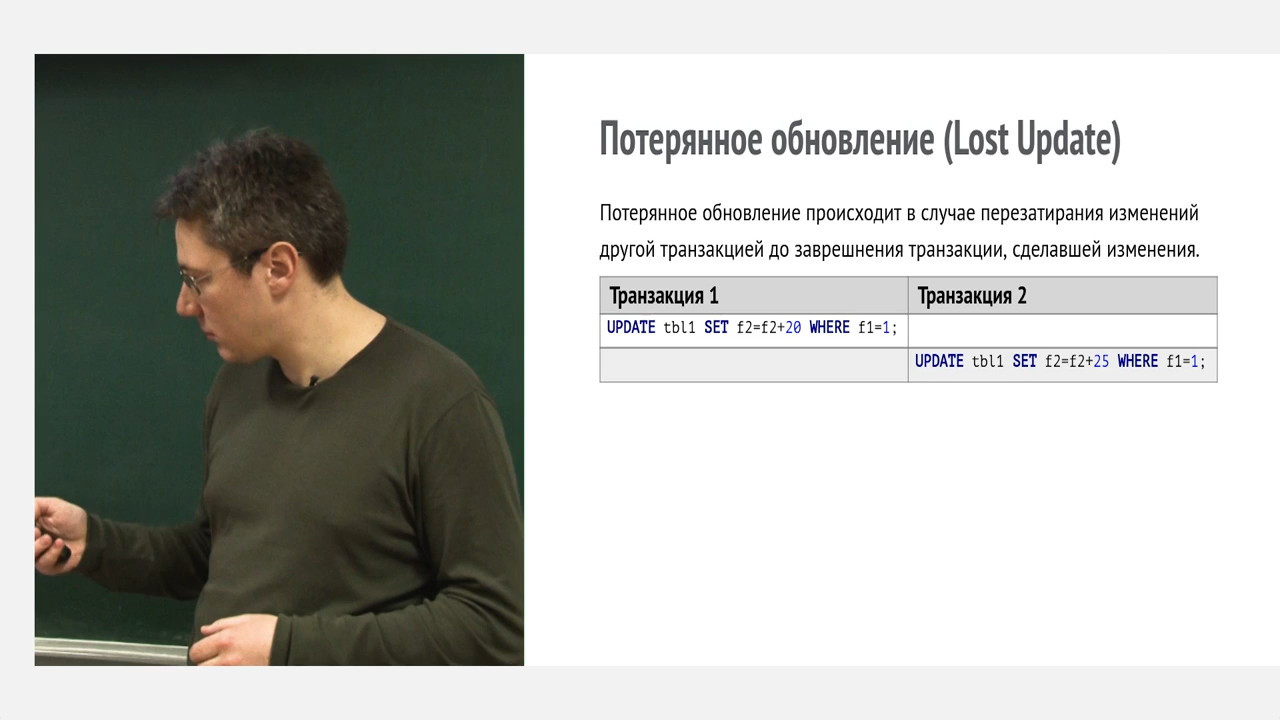 Потерянное обновление (Lost Update)
Потерянное обновление происходит в случае перезатирания изменений
другой транзакцией до заврешнения транзакции, сделавшей изменения.
Транзакция 1 Транзакция 2
UPDATE tbl1 SET f2=f2+20 WHERE f1=1;
UPDATE tbl1 SET f2=f2+25 WHERE f1=1;